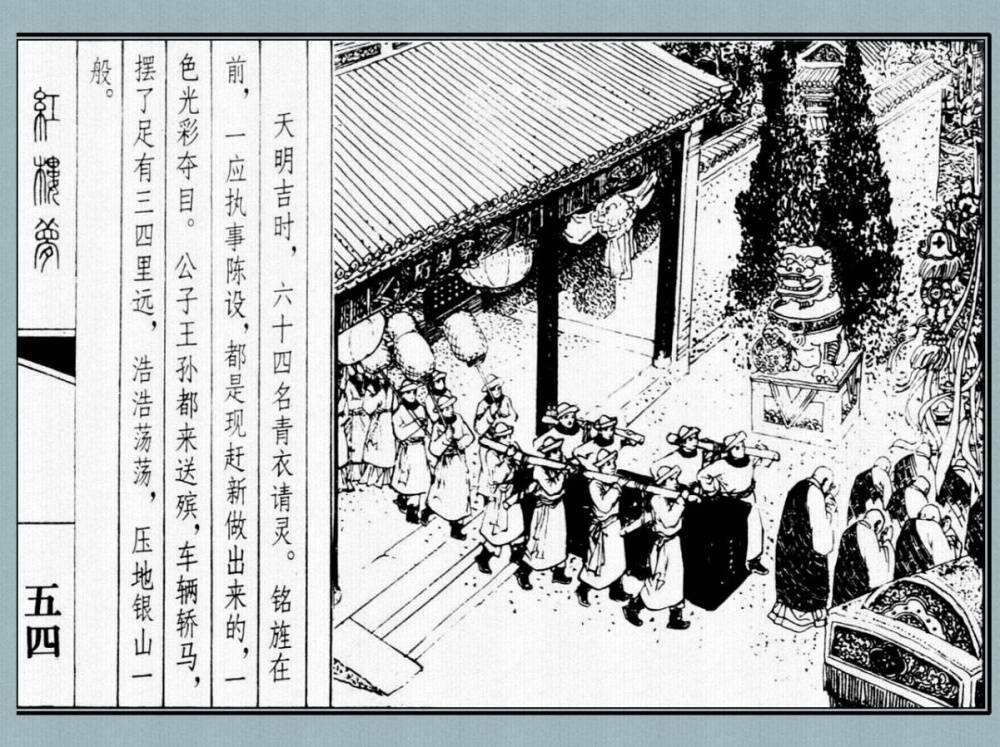 天明吉时，六十四名青衣请灵。铭旌在
前，一应执事陈设，都是现赶新做出来的，一
色光彩夺目。公子王孙都来送殡，车辆轿马，
摆了足有三四里远，浩浩荡荡，压地银山一
般。
紅樓夢
五四